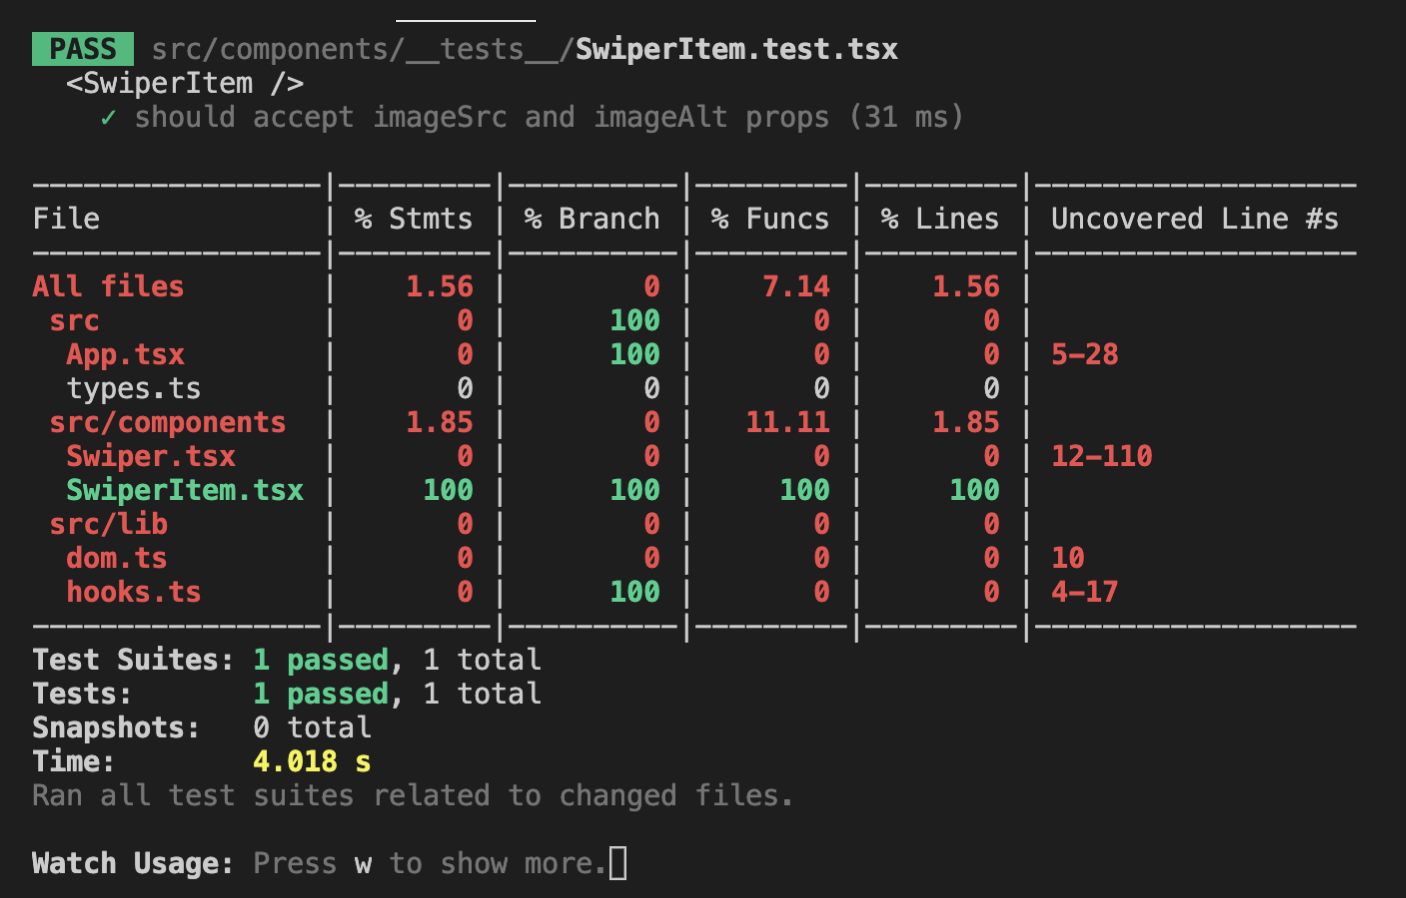 PASS src/components/__tests__/SwiperItem.test.tsx
<SwiperItem />
✓ should accept imageSrc and imageAlt props (31 ms)
-----------------|---------|----------|---------|---------|-------------------
File | % Stmts | % Branch | % Funcs | % Lines | Uncovered Line #s
-----------------|---------|----------|---------|---------|-------------------
All files | 1.56 | 0 | 7.14 | 1.56 |
src | 0 | 100 | 0 | 0 |
App.tsx | 0 | 100 | 0 | 0 | 5-28
types.ts | 0 | 0 | 0 | 0 |
src/components | 1.85 | 0 | 11.11 | 1.85 |
Swiper.tsx | 0 | 0 | 0 | 0 | 12-110
SwiperItem.tsx | 100 | 100 | 100 | 100 |
src/lib | 0 | 0 | 0 | 0 |
dom.ts | 0 | 0 | 0 | 0 | 10
hooks.ts | 0 | 100 | 0 | 0 | 4-17
-----------------|---------|----------|---------|---------|-------------------
Test Suites: 1 passed, 1 total
Tests: 1 passed, 1 total
Snapshots: 0 total
Time: 4.018 s
Ran all test suites related to changed files.
Watch Usage: Press w to show more.